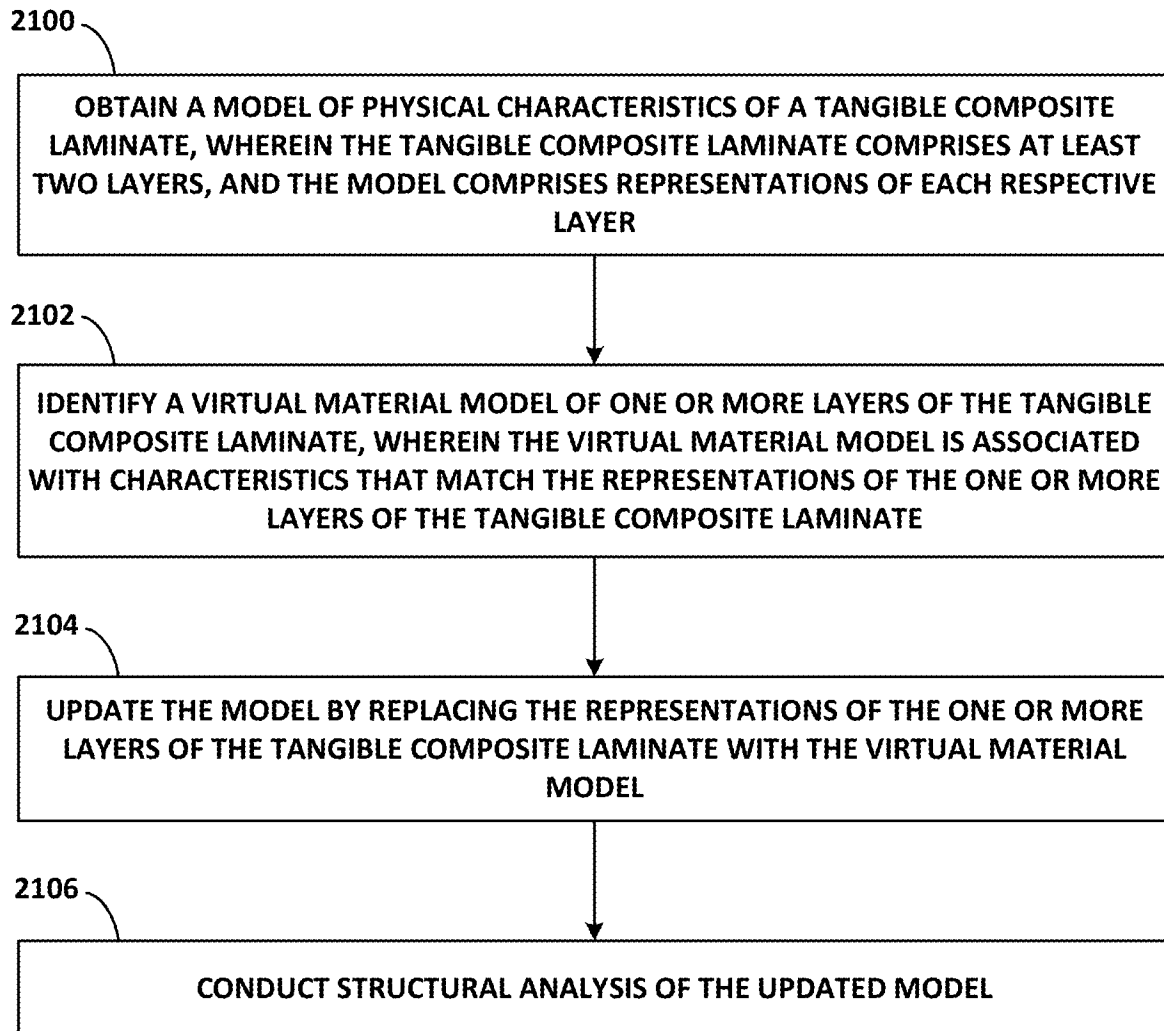 2100
OBTAIN A MODEL OF PHYSICAL CHARACTERISTICS OF A TANGIBLE COMPOSITE
LAMINATE, WHEREIN THE TANGIBLE COMPOSITE LAMINATE COMPRISES AT LEAST
TWO LAYERS, AND THE MODEL COMPRISES REPRESENTATIONS OF EACH RESPECTIVE
LAYER
2102
IDENTIFY A VIRTUAL MATERIAL MODEL OF ONE OR MORE LAYERS OF THE TANGIBLE
COMPOSITE LAMINATE, WHEREIN THE VIRTUAL MATERIAL MODEL IS ASSOCIATED
WITH CHARACTERISTICS THAT MATCH THE REPRESENTATIONS OF THE ONE OR MORE
LAYERS OF THE TANGIBLE COMPOSITE LAMINATE
2104
UPDATE THE MODEL BY REPLACING THE REPRESENTATIONS OF THE ONE OR MORE
LAYERS OF THE TANGIBLE COMPOSITE LAMINATE WITH THE VIRTUAL MATERIAL
MODEL
2106
CONDUCT STRUCTURAL ANALYSIS OF THE UPDATED MODEL